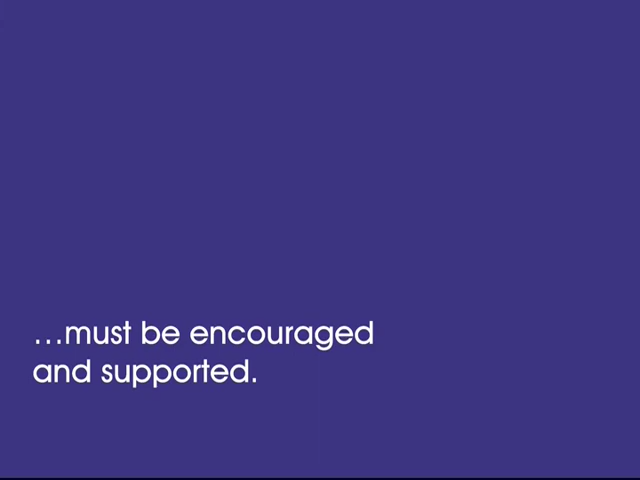 …must be encouraged
and supported.